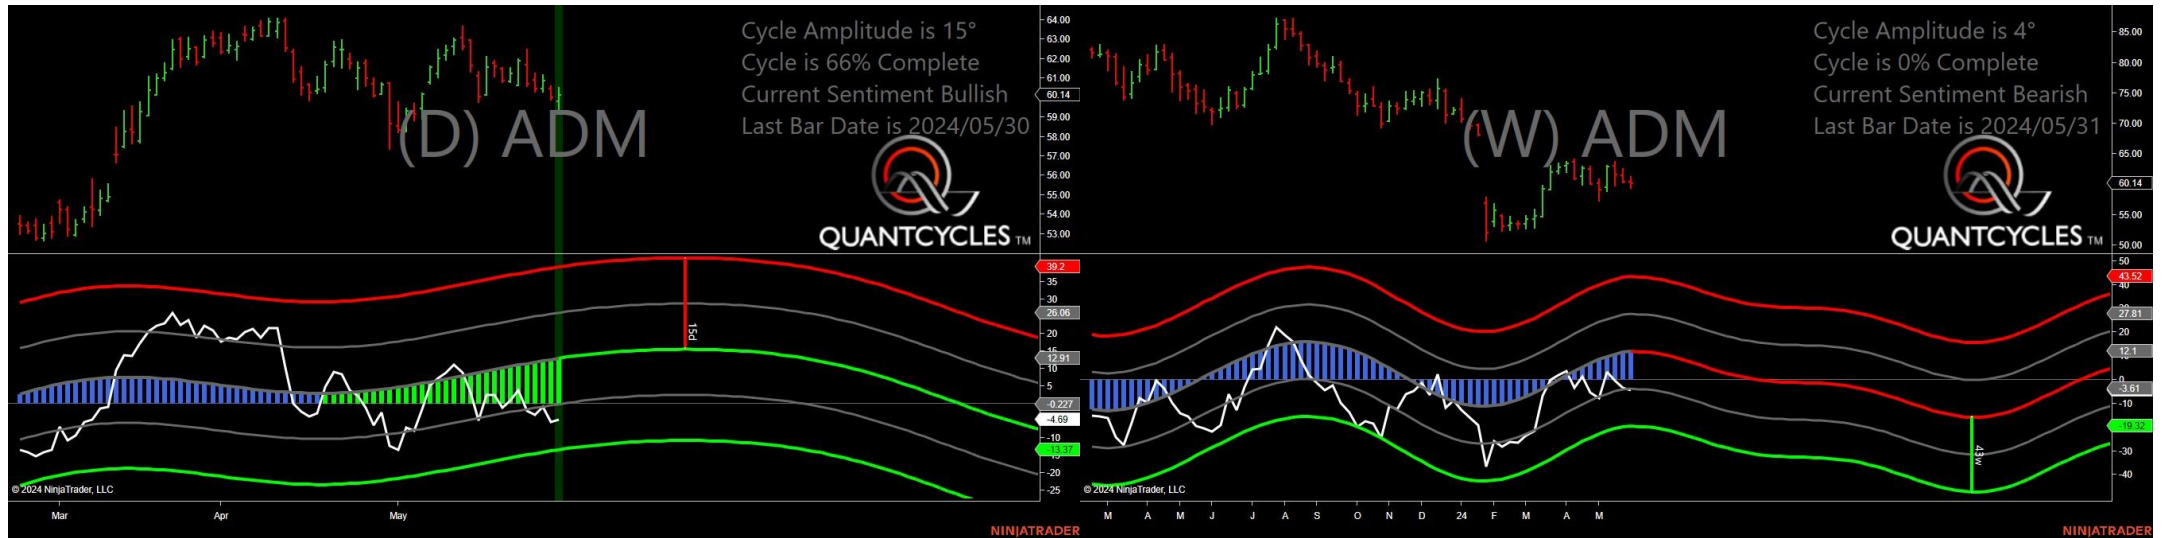 Cycle Amplitude is 15°
Cycle is 66% Complete
Current Sentiment Bullish
Last Bar Date is 2024/05/30
(D) ADM
QUANTCYCLES TM
64.00
63.00
62.00
61.00
60.14
59.00
58.00
57.00
56.00
55.00
54.00
53.00
39.2
35
30
26.06
20
15
12.91
10
5
-0.227
-4.69
-10
-13.37
-20
-25
15d
© 2024 NinjaTrader, LLC
Mar
Apr
May
NINJATRADER
Cycle Amplitude is 4°
Cycle is 0% Complete
Current Sentiment Bearish
Last Bar Date is 2024/05/31
(W) ADM
QUANTCYCLES TM
85.00
80.00
75.00
70.00
65.00
60.14
55.00
50.00
50
43.52
40
27.81
20
12.1
0
-3.61
-10
-19.32
-30
-40
43w
© 2024 NinjaTrader, LLC
M
A
M
J
J
A
S
O
N
D
24
F
M
A
M
NINJATRADER